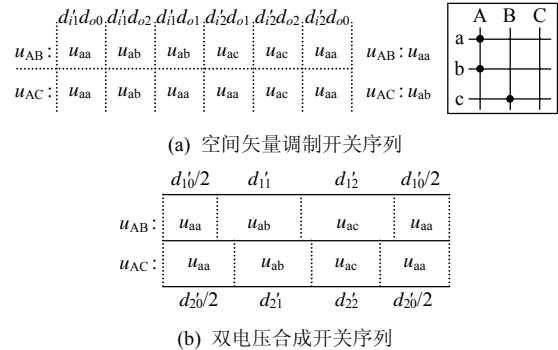 d'i1do0 d'i1do2 d'i1do1 d'i2do1 d'i2do2 d'i2do0
A B C
uAB: uaa uab uab uac uac uaa uAB: uaa
a
b
uAC: uaa uab uaa uaa uac uaa uAC: uab
c
(a) 空间矢量调制开关序列
d'10/2 d'11 d'12 d'10/2
uAB: uaa uab uac uaa
uAC: uaa uab uac uaa
d'20/2 d'21 d'22 d'20/2
(b) 双电压合成开关序列